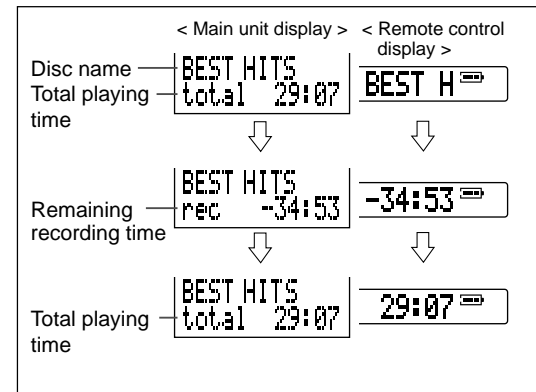 < Main unit display >
< Remote control
display >
Disc name
Total playing
time
BEST HITS
total 29:07
BEST H
Remaining
recording time
BEST HITS
rec -34:53
-34:53
Total playing
time
BEST HITS
total 29:07
29:07